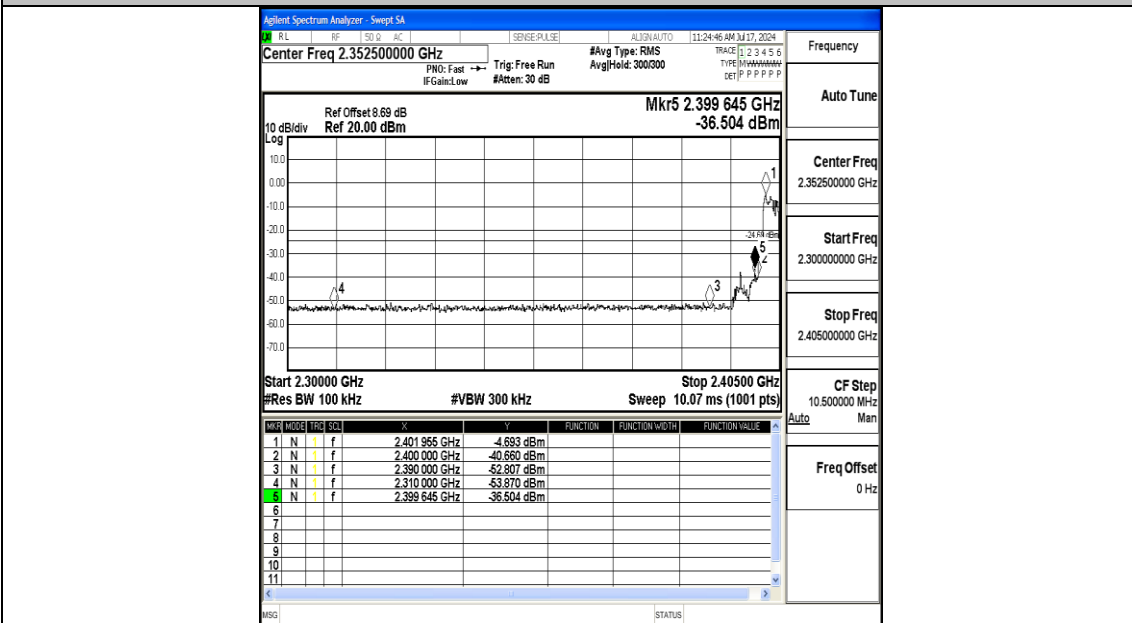 Agilent Spectrum Analyzer - Swept SA
RL RF 50 Ω AC SENSE:PULSE ALIGN AUTO 11:24:46 AM Jul 17, 2024
Center Freq 2.352500000 GHz #Avg Type: RMS TRACE 1 2 3 4 5 6
PNO: Fast Trig: Free Run Avg|Hold: 300/300 TYPE
IFGain:Low #Atten: 30 dB DET P P P P P P
Mkr5 2.399 645 GHz
Ref Offset 8.69 dB
10 dB/div Ref 20.00 dBm -36.504 dBm
Log
10.0
1
0.00
-10.0
-20.0
-24.69 dBm
5
-30.0
2
-40.0
4
3
-50.0
-60.0
-70.0
Start 2.30000 GHz Stop 2.40500 GHz
#Res BW 100 kHz #VBW 300 kHz Sweep 10.07 ms (1001 pts)
MKR MODE TRC SCL X Y FUNCTION FUNCTION WIDTH FUNCTION VALUE
1 N 1 f 2.401 955 GHz -4.693 dBm
2 N 1 f 2.400 000 GHz -40.660 dBm
3 N 1 f 2.390 000 GHz -52.807 dBm
4 N 1 f 2.310 000 GHz -53.870 dBm
5 N 1 f 2.399 645 GHz -36.504 dBm
6
7
8
9
10
11
MSG STATUS
Frequency
Auto Tune
Center Freq
2.352500000 GHz
Start Freq
2.300000000 GHz
Stop Freq
2.405000000 GHz
CF Step
10.500000 MHz
Auto Man
Freq Offset
0 Hz